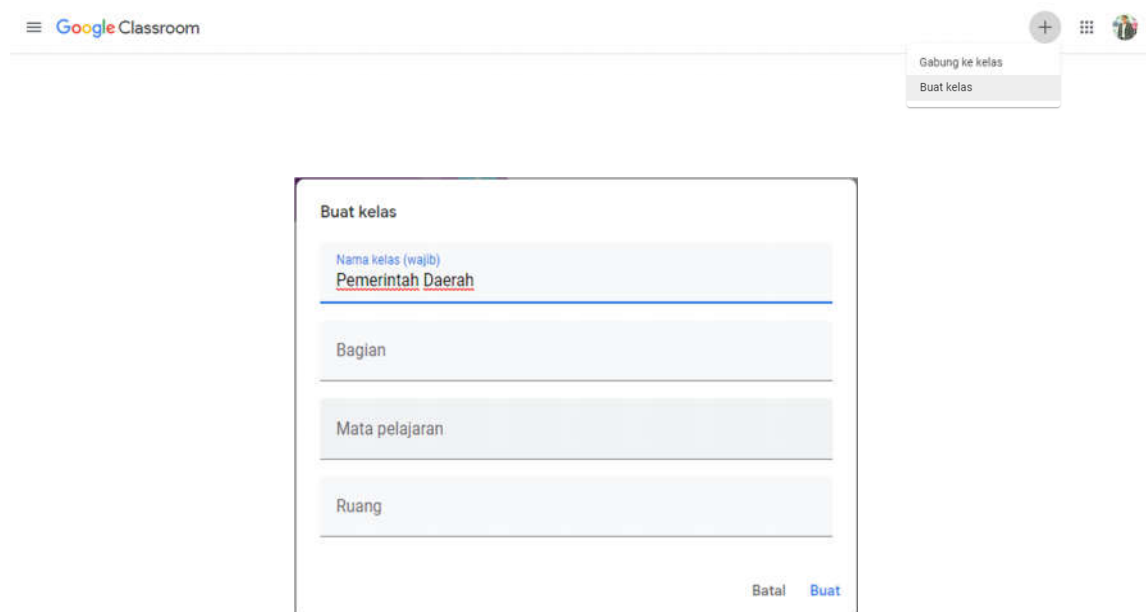 Google Classroom
Gabung ke kelas
Buat kelas
Buat kelas
Nama kelas (wajib)
Pemerintah Daerah
Bagian
Mata pelajaran
Ruang
Batal Buat